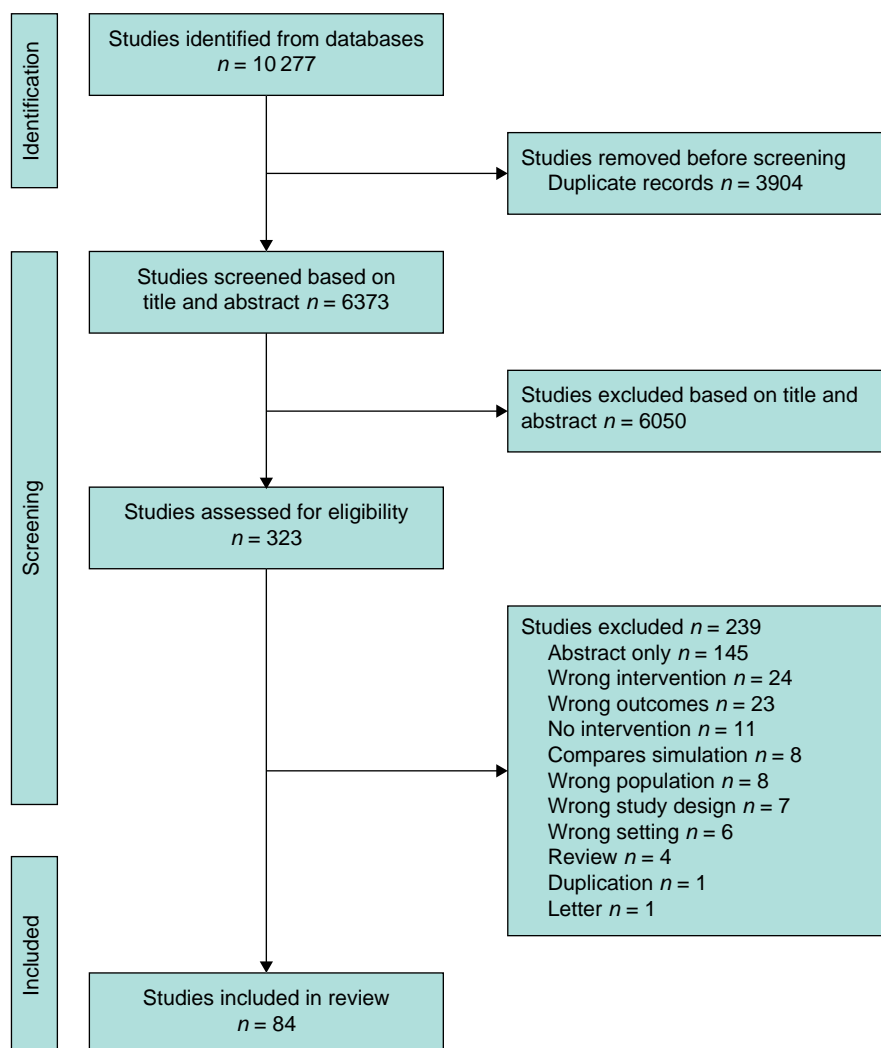 Identification
Studies identified from databases
n = 10 277
Studies removed before screening
Duplicate records n = 3904
Screening
Studies screened based on
title and abstract n = 6373
Studies excluded based on title and
abstract n = 6050
Studies assessed for eligibility
n = 323
Studies excluded n = 239
Abstract only n = 145
Wrong intervention n = 24
Wrong outcomes n = 23
No intervention n = 11
Compares simulation n = 8
Wrong population n = 8
Wrong study design n = 7
Wrong setting n = 6
Review n = 4
Duplication n = 1
Letter n = 1
Included
Studies included in review
n = 84